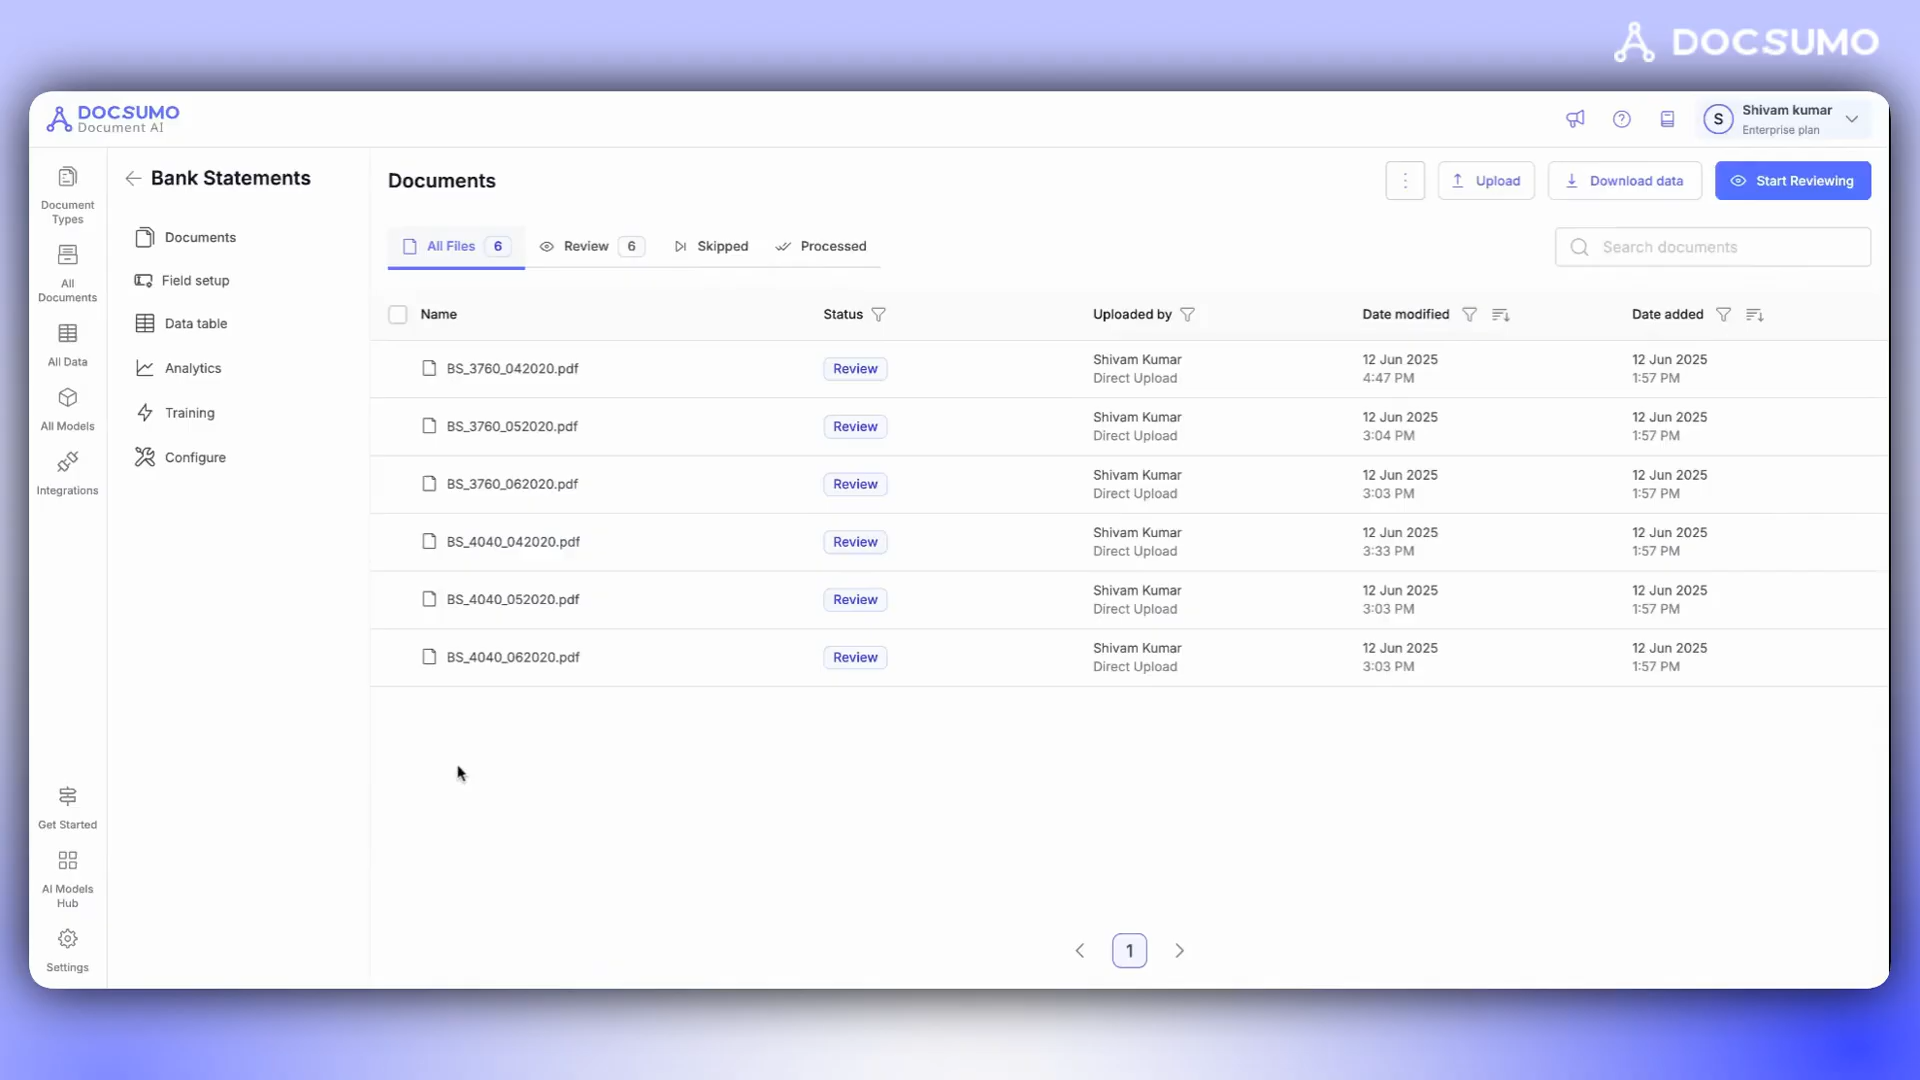 DOCSUMO
DOCSUMO
Document AI
Shivam kumar
Enterprise plan
S
Document
Types
All
Documents
All Data
All Models
Integrations
Get Started
AI Models
Hub
Settings
Bank Statements
Documents
Field setup
Data table
Analytics
Training
Configure
Documents
Upload
Download data
Start Reviewing
All Files 6
Review 6
Skipped
Processed
Search documents
Name
Status
Uploaded by
Date modified
Date added
BS_3760_042020.pdf
Review
Shivam Kumar
Direct Upload
12 Jun 2025
4:47 PM
12 Jun 2025
1:57 PM
BS_3760_052020.pdf
Review
Shivam Kumar
Direct Upload
12 Jun 2025
3:04 PM
12 Jun 2025
1:57 PM
BS_3760_062020.pdf
Review
Shivam Kumar
Direct Upload
12 Jun 2025
3:03 PM
12 Jun 2025
1:57 PM
BS_4040_042020.pdf
Review
Shivam Kumar
Direct Upload
12 Jun 2025
3:33 PM
12 Jun 2025
1:57 PM
BS_4040_052020.pdf
Review
Shivam Kumar
Direct Upload
12 Jun 2025
3:03 PM
12 Jun 2025
1:57 PM
BS_4040_062020.pdf
Review
Shivam Kumar
Direct Upload
12 Jun 2025
3:03 PM
12 Jun 2025
1:57 PM
1